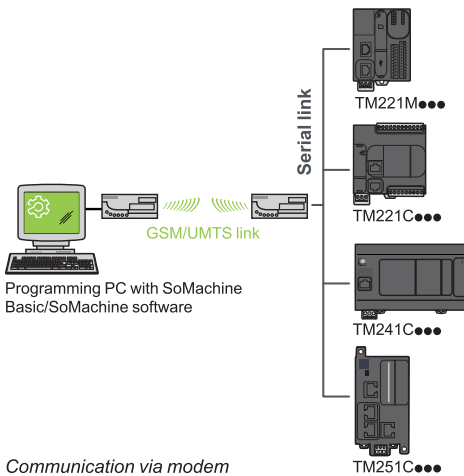 TM221M●●●
Serial link
TM221C●●●
GSM/UMTS link
Programming PC with SoMachine
Basic/SoMachine software
TM241C●●●
Communication via modem
TM251C●●●